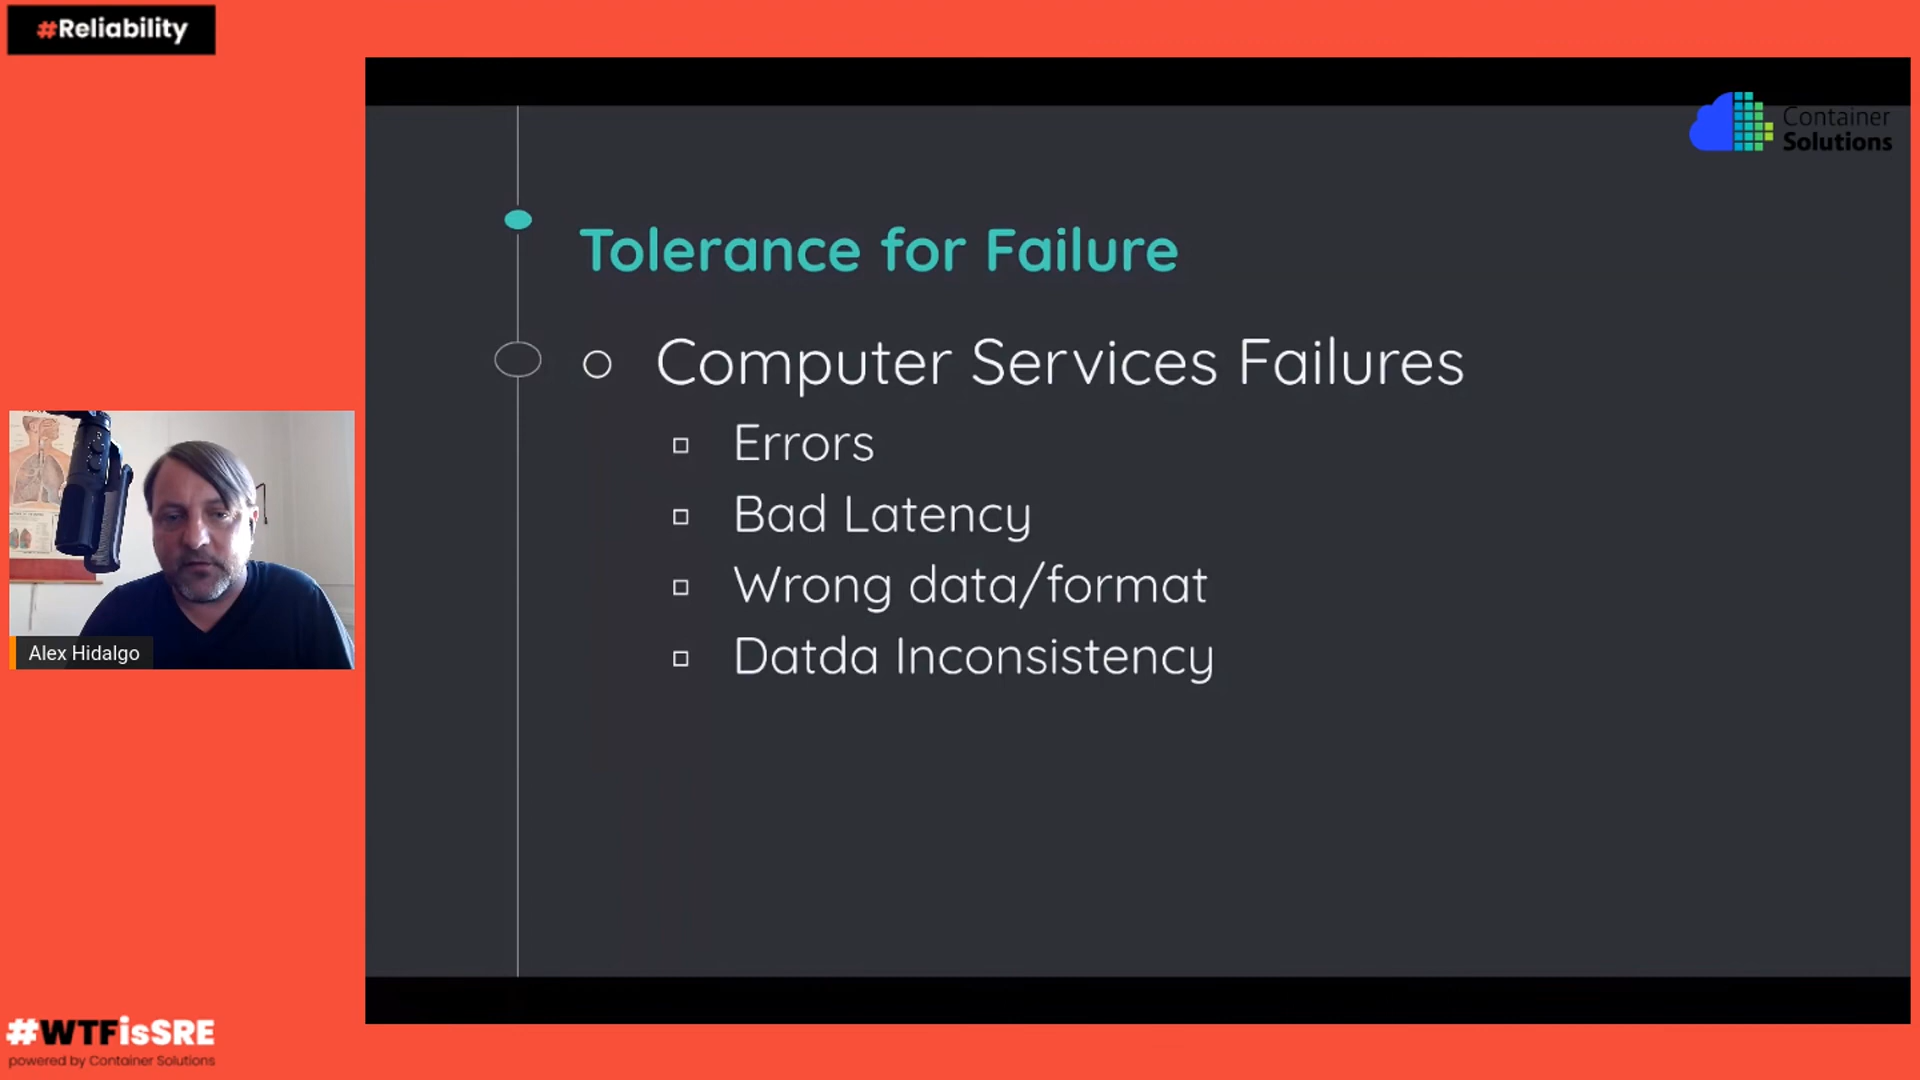 #Reliability
Container
Solutions
Tolerance for Failure
Computer Services Failures
Errors
Bad Latency
Wrong data/format
Datda Inconsistency
Alex Hidalgo
#WTFisSRE
powered by Container Solutions